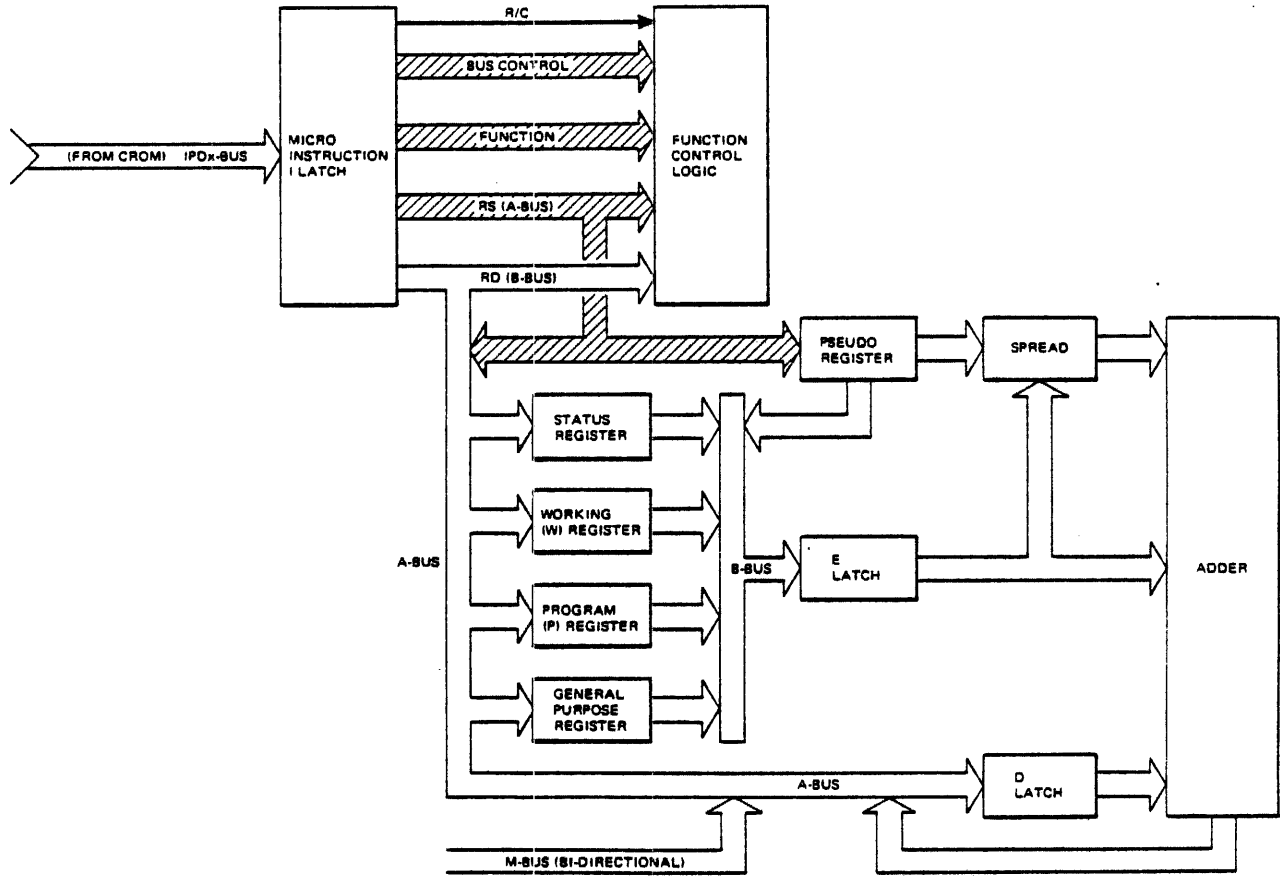 R/C
BUS CONTROL
FUNCTION
RS (A-BUS)
RD (B-BUS)
(FROM CROM) IPDx-BUS
MICRO
INSTRUCTION
I LATCH
FUNCTION
CONTROL
LOGIC
PSEUDO
REGISTER
SPREAD
STATUS
REGISTER
WORKING
(W) REGISTER
PROGRAM
(P) REGISTER
GENERAL
PURPOSE
REGISTER
A-BUS
B-BUS
E
LATCH
ADDER
A-BUS
D
LATCH
M-BUS (BI-DIRECTIONAL)